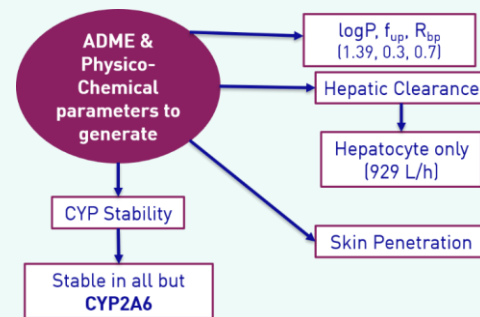 ADME &
Physico-
Chemical
parameters to
generate
logP, fup, Rbp
(1.39, 0.3, 0.7)
Hepatic Clearance
Hepatocyte only
(929 L/h)
CYP Stability
Skin Penetration
Stable in all but
CYP2A6